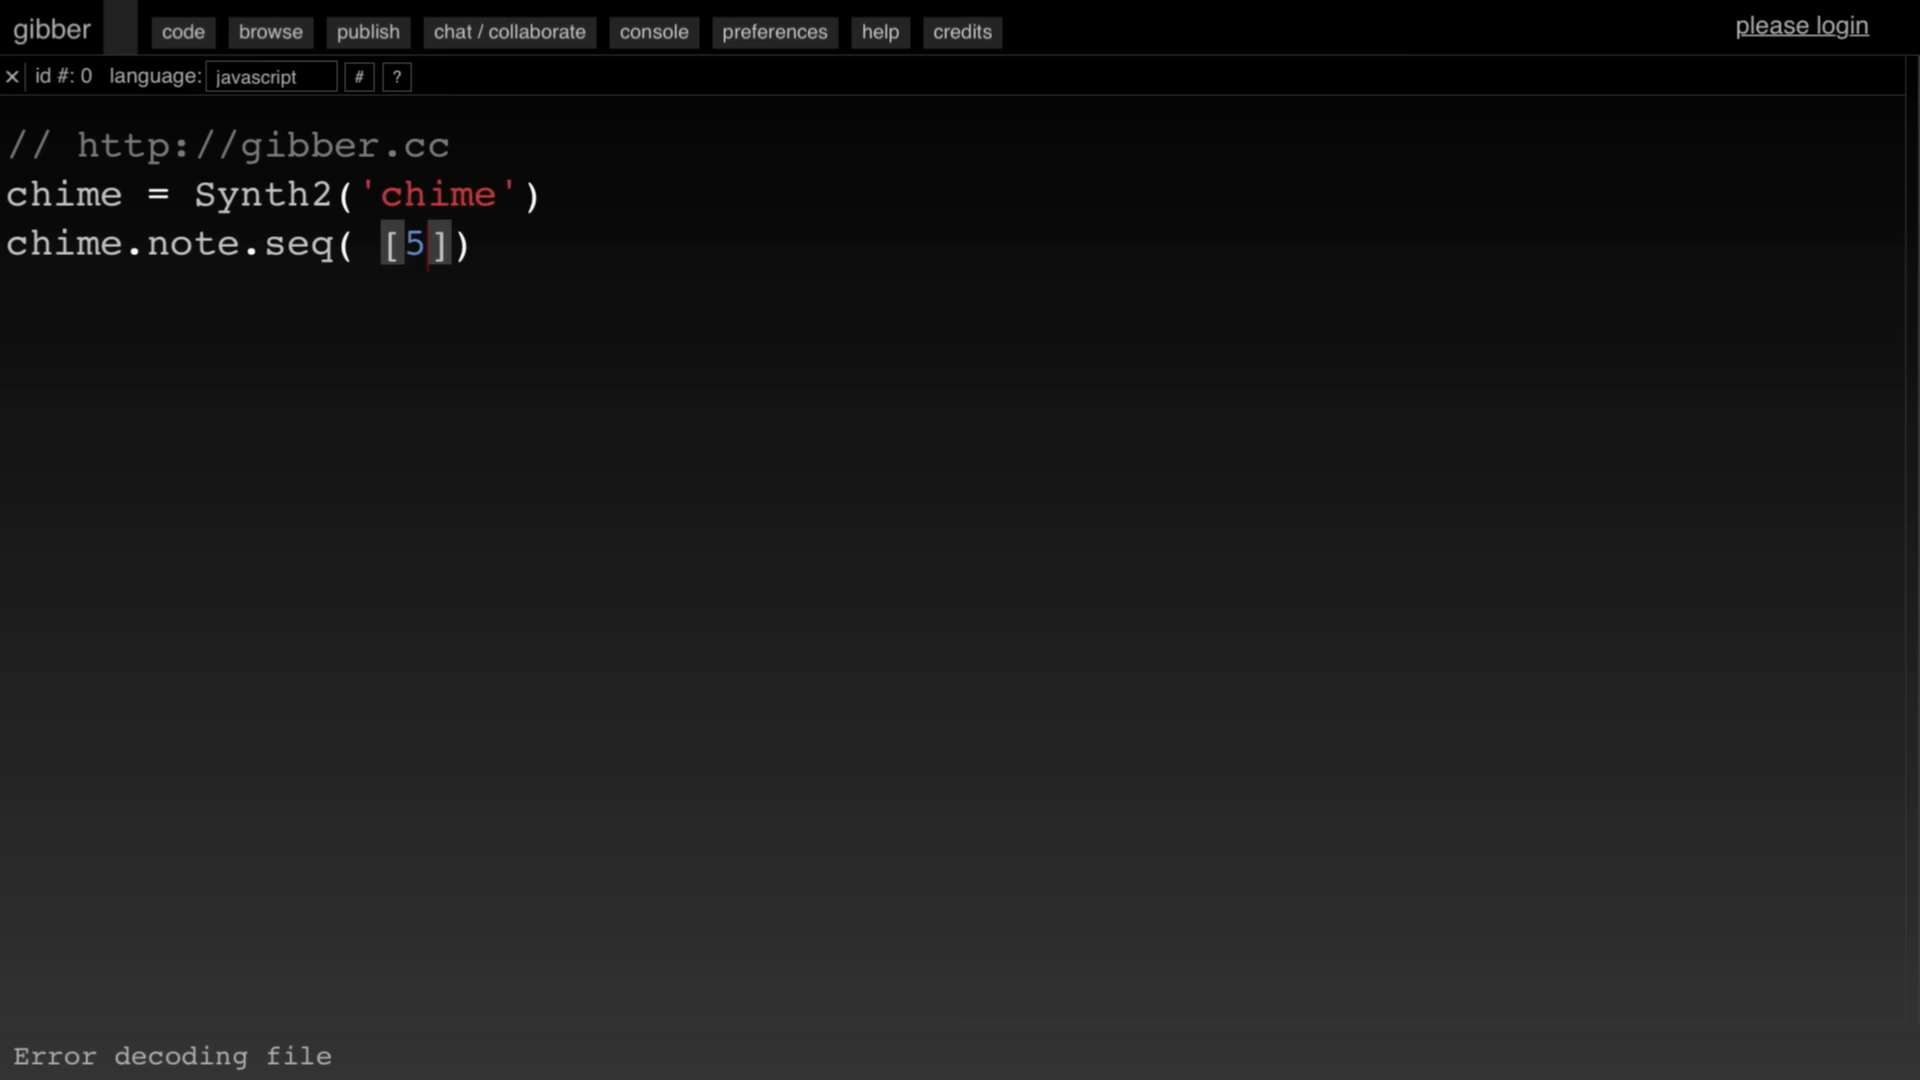 gibber code browse publish chat / collaborate console preferences help credits please login
× id #: 0 language: javascript # ?
// http://gibber.cc
chime = Synth2('chime')
chime.note.seq( [5])
Error decoding file